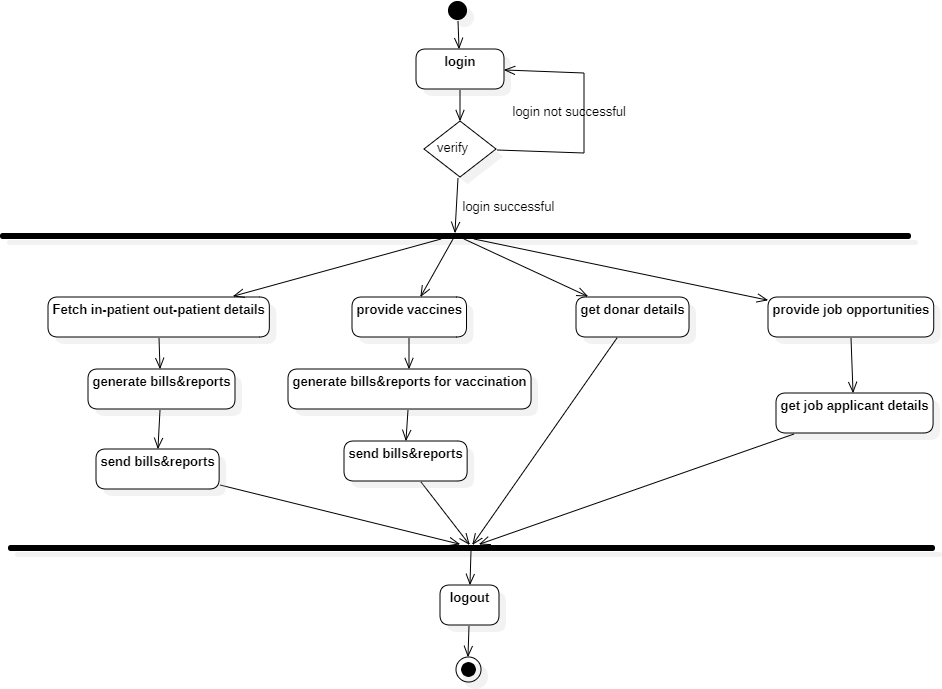 login
login not successful
verify
login successful
Fetch in-patient out-patient details
provide vaccines
get donar details
provide job opportunities
generate bills&reports
generate bills&reports for vaccination
get job applicant details
send bills&reports
send bills&reports
logout